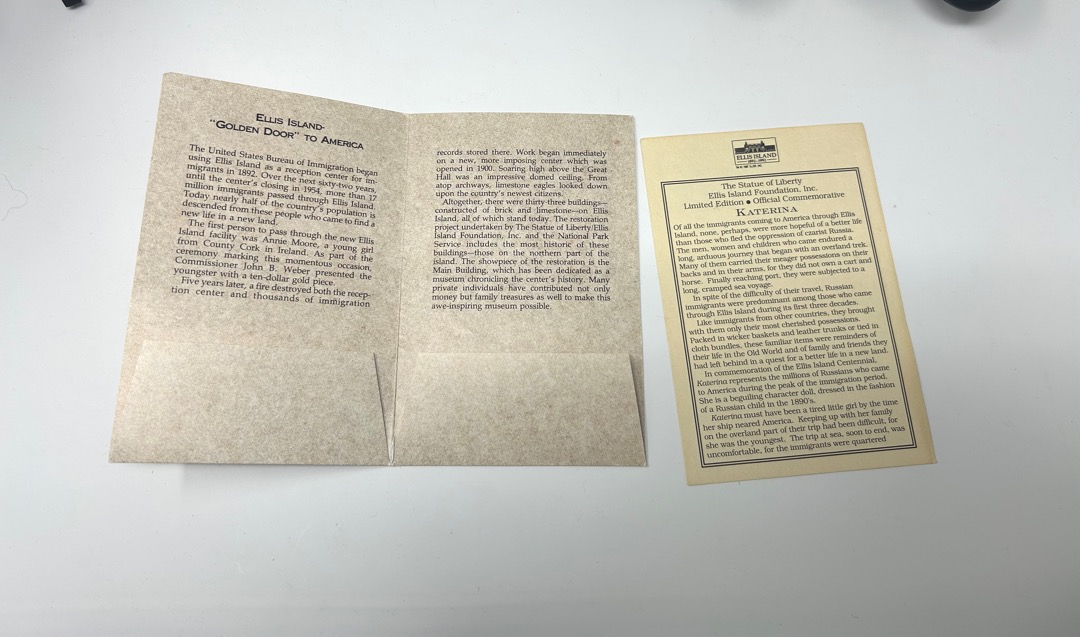 ELLIS ISLAND-
"GOLDEN DOOR" TO AMERICA
The United States Bureau of Immigration began
using Ellis Island as a reception center for im-
migrants in 1892. Over the next sixty-two years,
until the center's closing in 1954, more than 17
million immigrants passed through Ellis Island.
Today nearly half of the country's population is
descended from these people who came to find a
new life in a new land.
The first person to pass through the new Ellis
Island facility was Annie Moore, a young girl
from County Cork in Ireland. As part of the
ceremony marking this momentous occasion,
Commissioner John B. Weber presented the
youngster with a ten-dollar gold piece.
Five years later, a fire destroyed both the recep-
tion center and thousands of immigration
records stored there. Work began immediately
on a new, more imposing center which was
opened in 1900. Soaring high above the Great
Hall was an impressive domed ceiling. From
atop archways, limestone eagles looked down
upon the country's newest citizens.
Altogether, there were thirty-three buildings—
constructed of brick and limestone—on Ellis
Island, all of which stand today. The restoration
project undertaken by The Statue of Liberty/Ellis
Island Foundation, Inc. and the National Park
Service includes the most historic of these
buildings—those on the northern part of the
island. The showpiece of the restoration is the
Main Building, which has been dedicated as a
museum chronicling the center's history. Many
private individuals have contributed not only
money but family treasures as well to make this
awe-inspiring museum possible.
ELLIS ISLAND
The Statue of Liberty
Ellis Island Foundation, Inc.
Limited Edition ● Official Commemorative
KATERINA
Of all the immigrants coming to America through Ellis
Island, none, perhaps, were more hopeful of a better life
than those who fled the oppression of czarist Russia.
The men, women and children who came endured a
long, arduous journey that began with an overland trek.
Many of them carried their meager possessions on their
backs and in their arms, for they did not own a cart and
horse. Finally reaching port, they were subjected to a
long, cramped sea voyage.
In spite of the difficulty of their travel, Russian
immigrants were predominant among those who came
through Ellis Island during its first three decades.
Like immigrants from other countries, they brought
with them only their most cherished possessions.
Packed in wicker baskets and leather trunks or tied in
cloth bundles, these familiar items were reminders of
their life in the Old World and of family and friends they
had left behind in a quest for a better life in a new land.
In commemoration of the Ellis Island Centennial,
Katerina represents the millions of Russians who came
to America during the peak of the immigration period.
She is a beguiling character doll, dressed in the fashion
of a Russian child in the 1890's.
Katerina must have been a tired little girl by the time
her ship neared America. Keeping up with her family
on the overland part of their trip had been difficult, for
she was the youngest. The trip at sea, soon to end, was
uncomfortable, for the immigrants were quartered